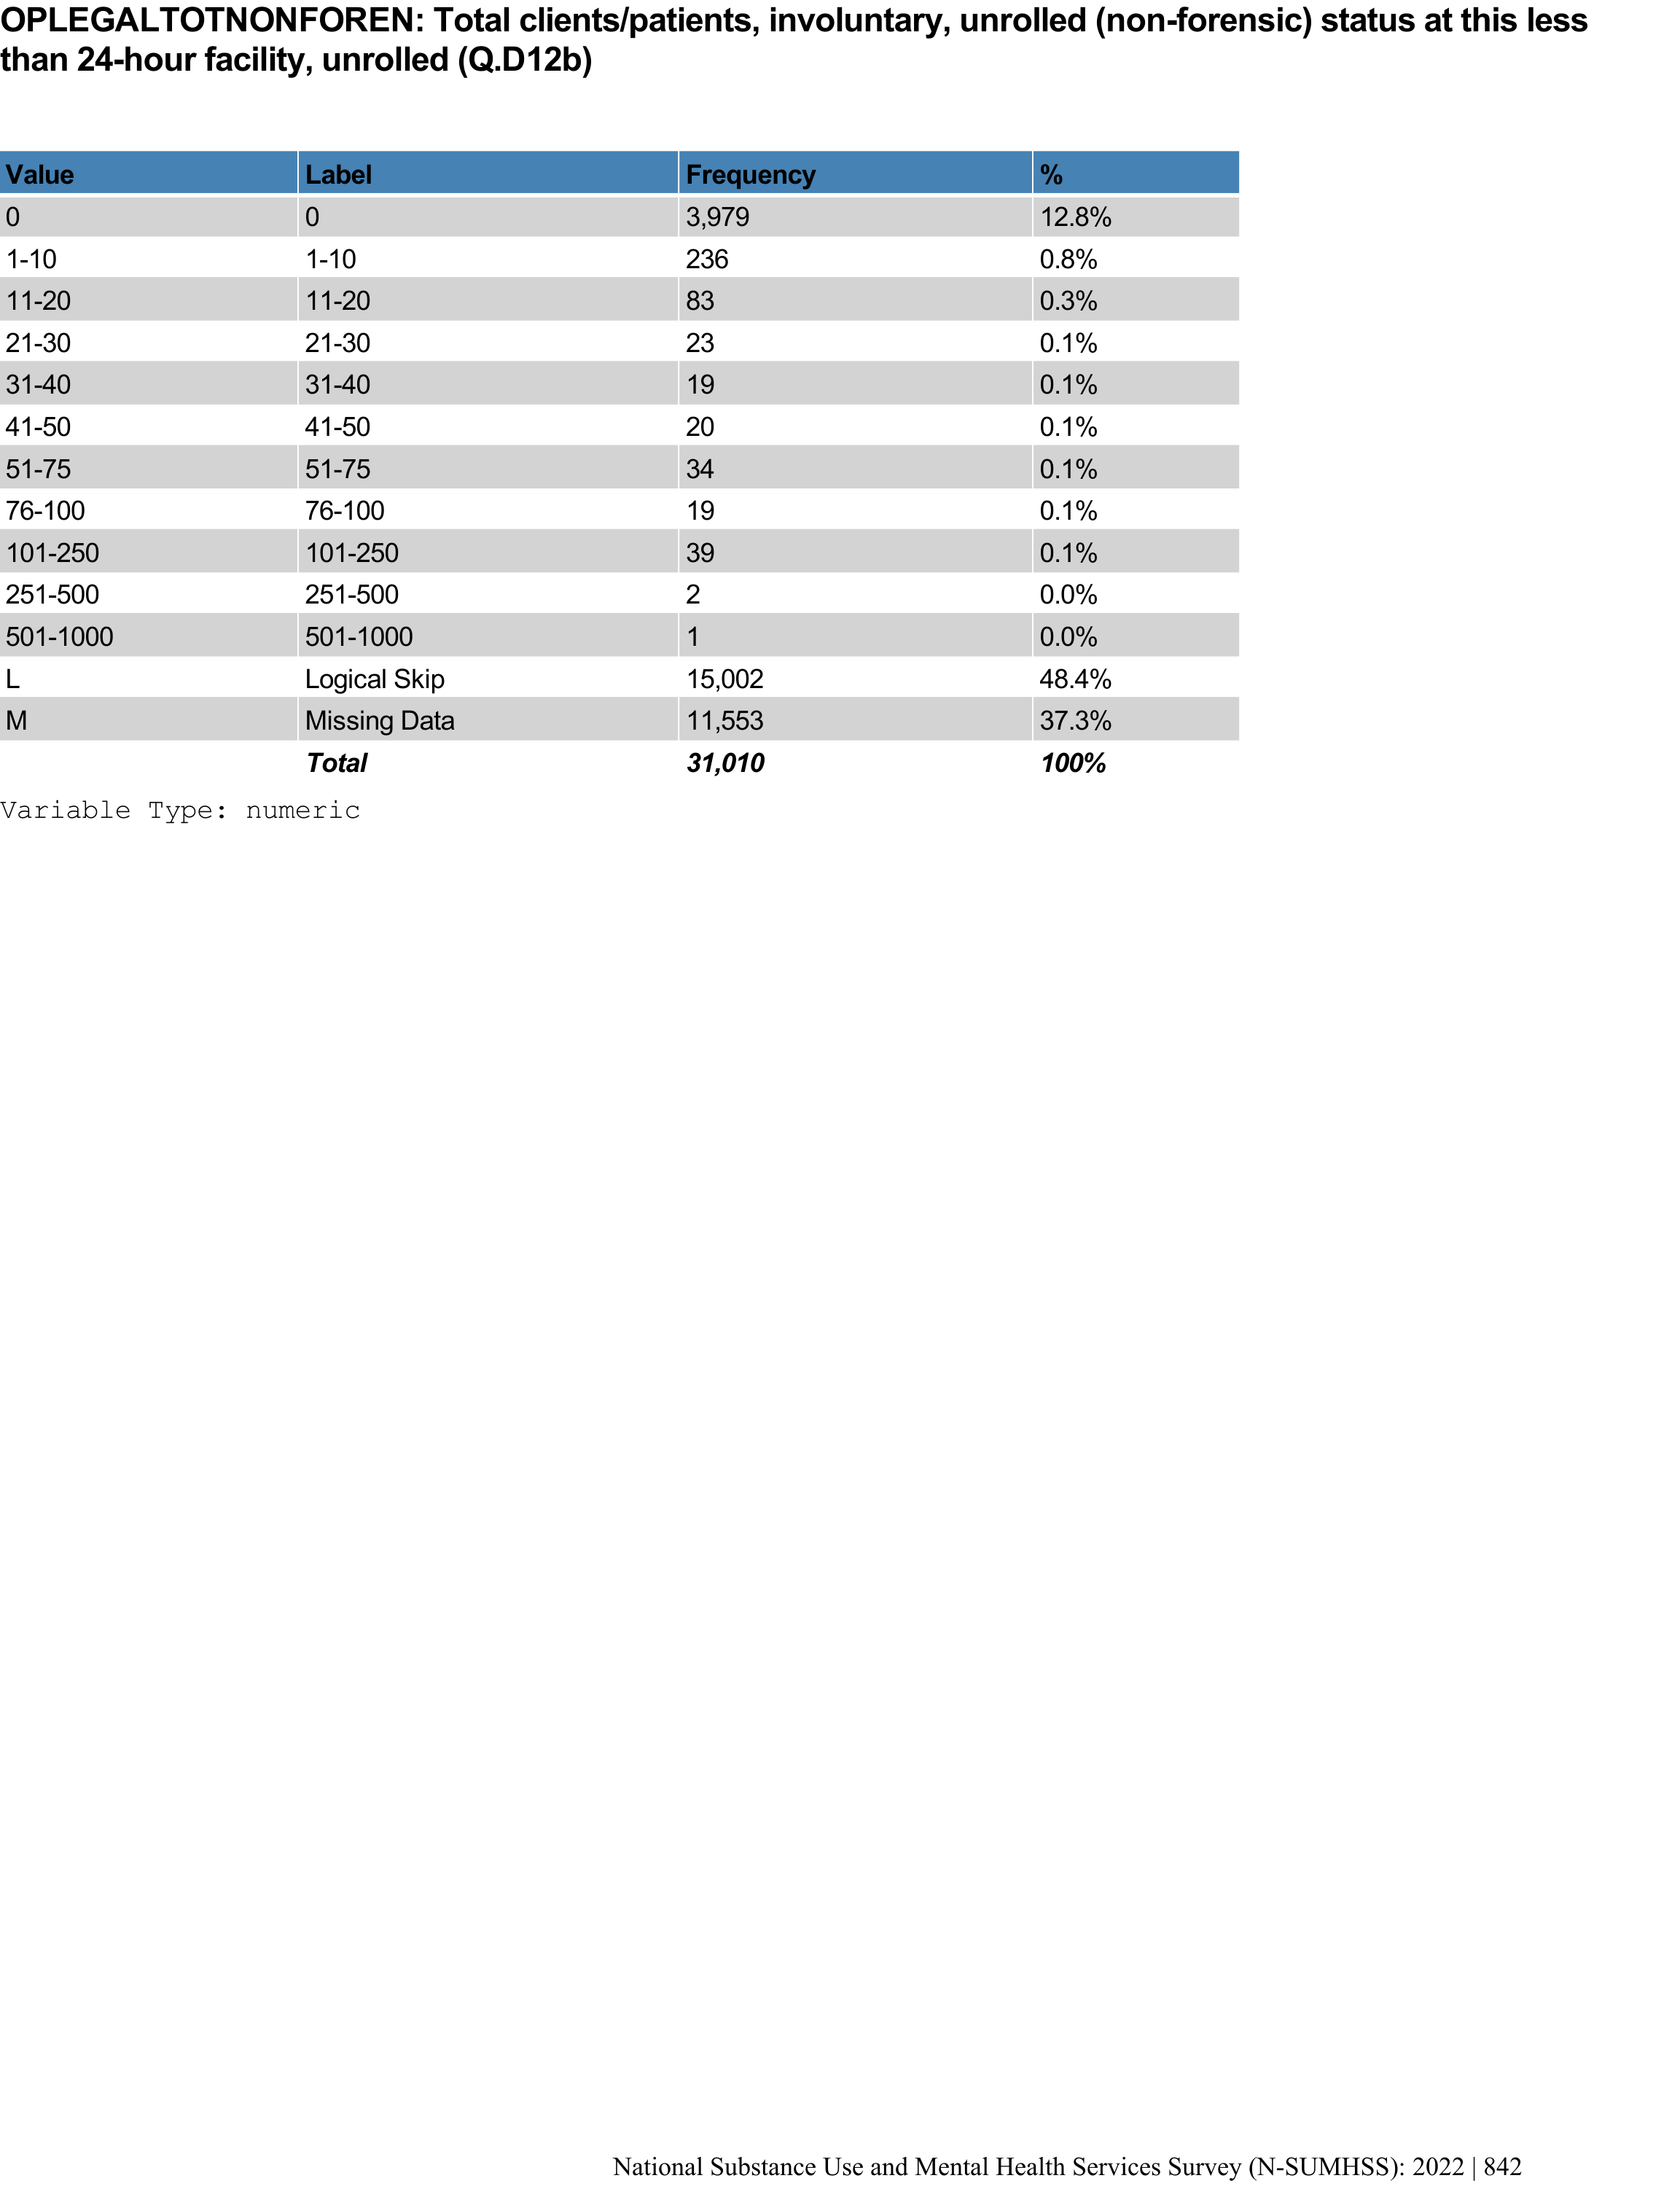 OPLEGALTOTNONFOREN: Total clients/patients, involuntary, unrolled (non-forensic) status at this less
than 24-hour facility, unrolled (Q.D12b)
Value Label Frequency %
0 0 3,979 12.8%
1-10 1-10 236 0.8%
11-20 11-20 83 0.3%
21-30 21-30 23 0.1%
31-40 31-40 19 0.1%
41-50 41-50 20 0.1%
51-75 51-75 34 0.1%
76-100 76-100 19 0.1%
101-250 101-250 39 0.1%
251-500 251-500 2 0.0%
501-1000 501-1000 1 0.0%
L Logical Skip 15,002 48.4%
M Missing Data 11,553 37.3%
Total 31,010 100%
Variable Type: numeric
National Substance Use and Mental Health Services Survey (N-SUMHSS): 2022 | 842